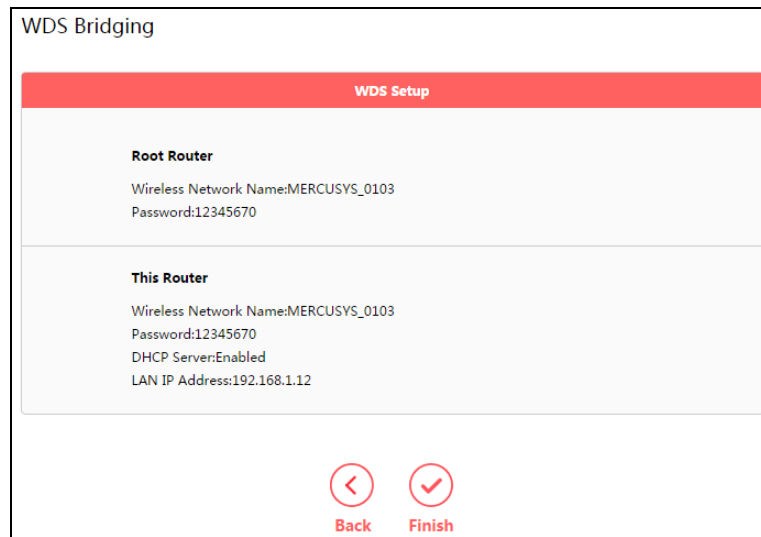 WDS Bridging
WDS Setup
Root Router
Wireless Network Name:MERCUSYS_0103
Password:12345670
This Router
Wireless Network Name:MERCUSYS_0103
Password:12345670
DHCP Server:Enabled
LAN IP Address:192.168.1.12
Back Finish